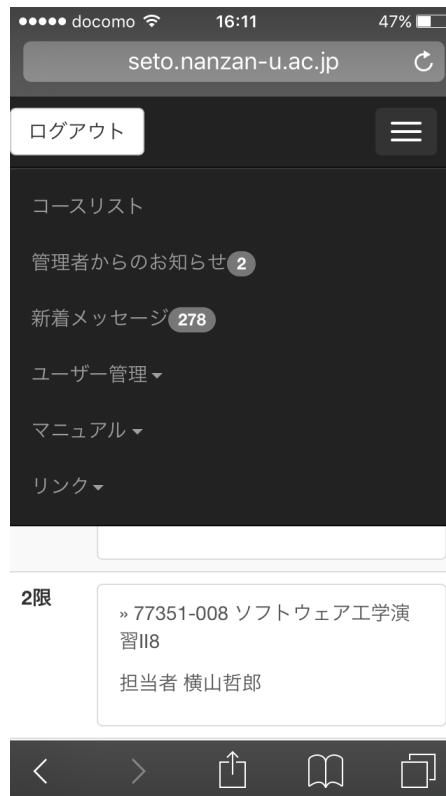 docomo 16:11 47%
seto.nanzan-u.ac.jp
ログアウト
コースリスト
管理者からのお知らせ 2
新着メッセージ 278
ユーザー管理
マニュアル
リンク
2限
» 77351-008 ソフトウェア工学演
習II8
担当者 横山哲郎